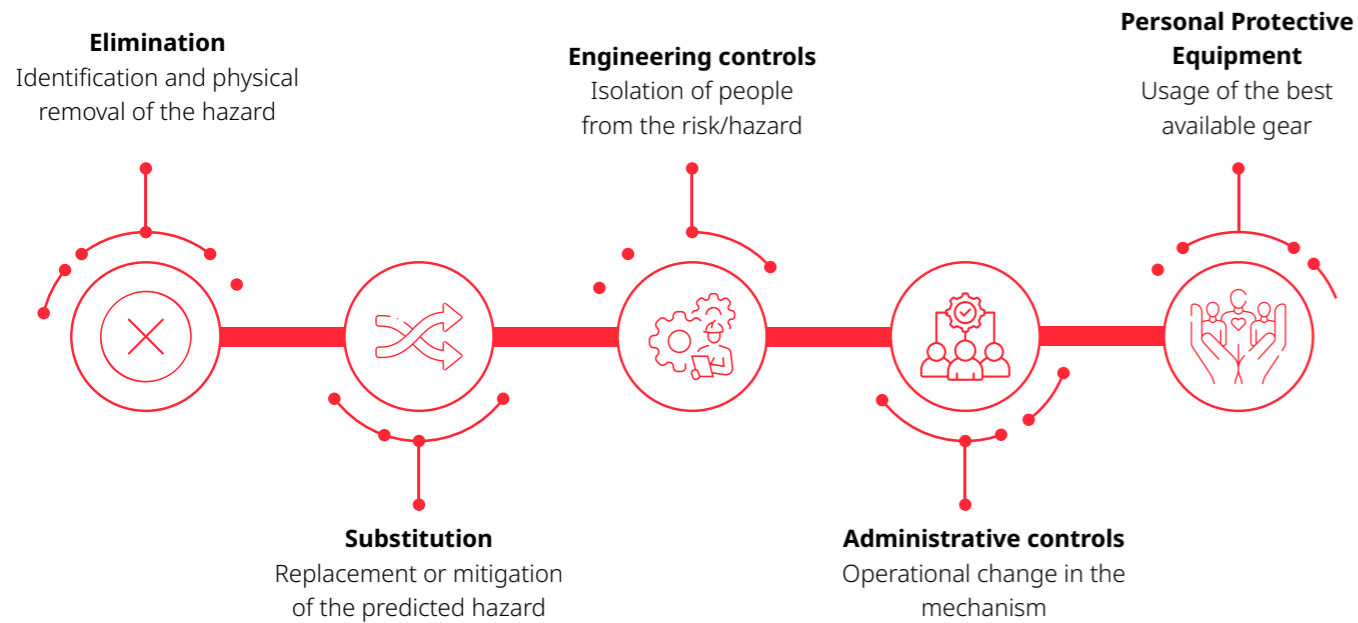 Elimination
Identification and physical
removal of the hazard
Substitution
Replacement or mitigation
of the predicted hazard
Engineering controls
Isolation of people
from the risk/hazard
Administrative controls
Operational change in the
mechanism
Personal Protective
Equipment
Usage of the best
available gear